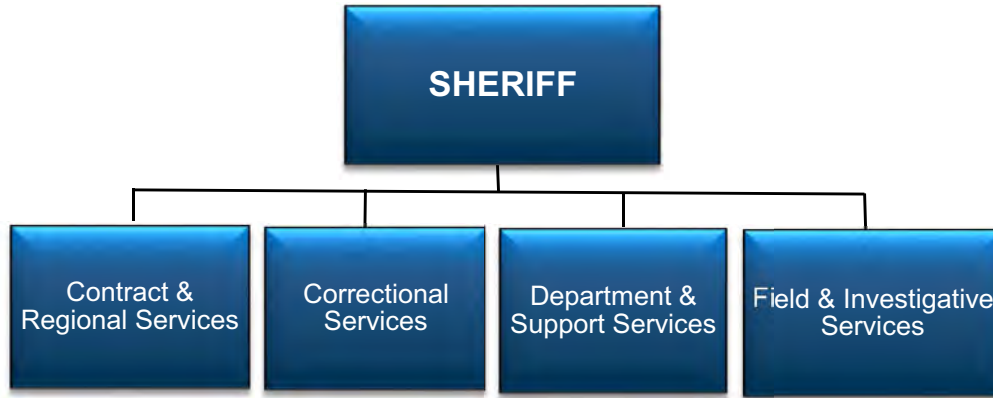 SHERIFF
Contract &
Regional Services
Correctional
Services
Department &
Support Services
Field & Investigative
Services